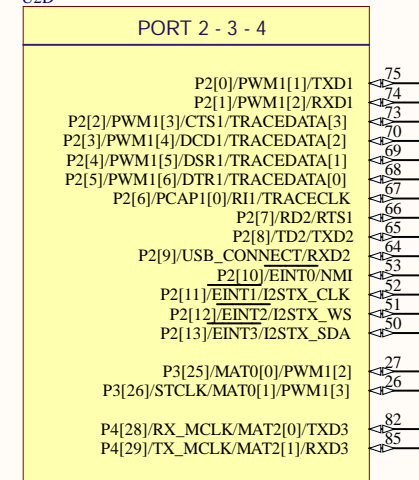 U2D
PORT 2 - 3 - 4
P2[0]/PWM1[1]/TXD1 75
P2[1]/PWM1[2]/RXD1 74
P2[2]/PWM1[3]/CTS1/TRACEDATA[3] 73
P2[3]/PWM1[4]/DCD1/TRACEDATA[2] 70
P2[4]/PWM1[5]/DSR1/TRACEDATA[1] 69
P2[5]/PWM1[6]/DTR1/TRACEDATA[0] 68
P2[6]/PCAP1[0]/RI1/TRACECLK 67
P2[7]/RD2/RTS1 66
P2[8]/TD2/TXD2 65
P2[9]/USB_CONNECT/RXD2 64
P2[10]/EINT0/NMI 53
P2[11]/EINT1/I2STX_CLK 52
P2[12]/EINT2/I2STX_WS 51
P2[13]/EINT3/I2STX_SDA 50
P3[25]/MAT0[0]/PWM1[2] 27
P3[26]/STCLK/MAT0[1]/PWM1[3] 26
P4[28]/RX_MCLK/MAT2[0]/TXD3 82
P4[29]/TX_MCLK/MAT2[1]/RXD3 85